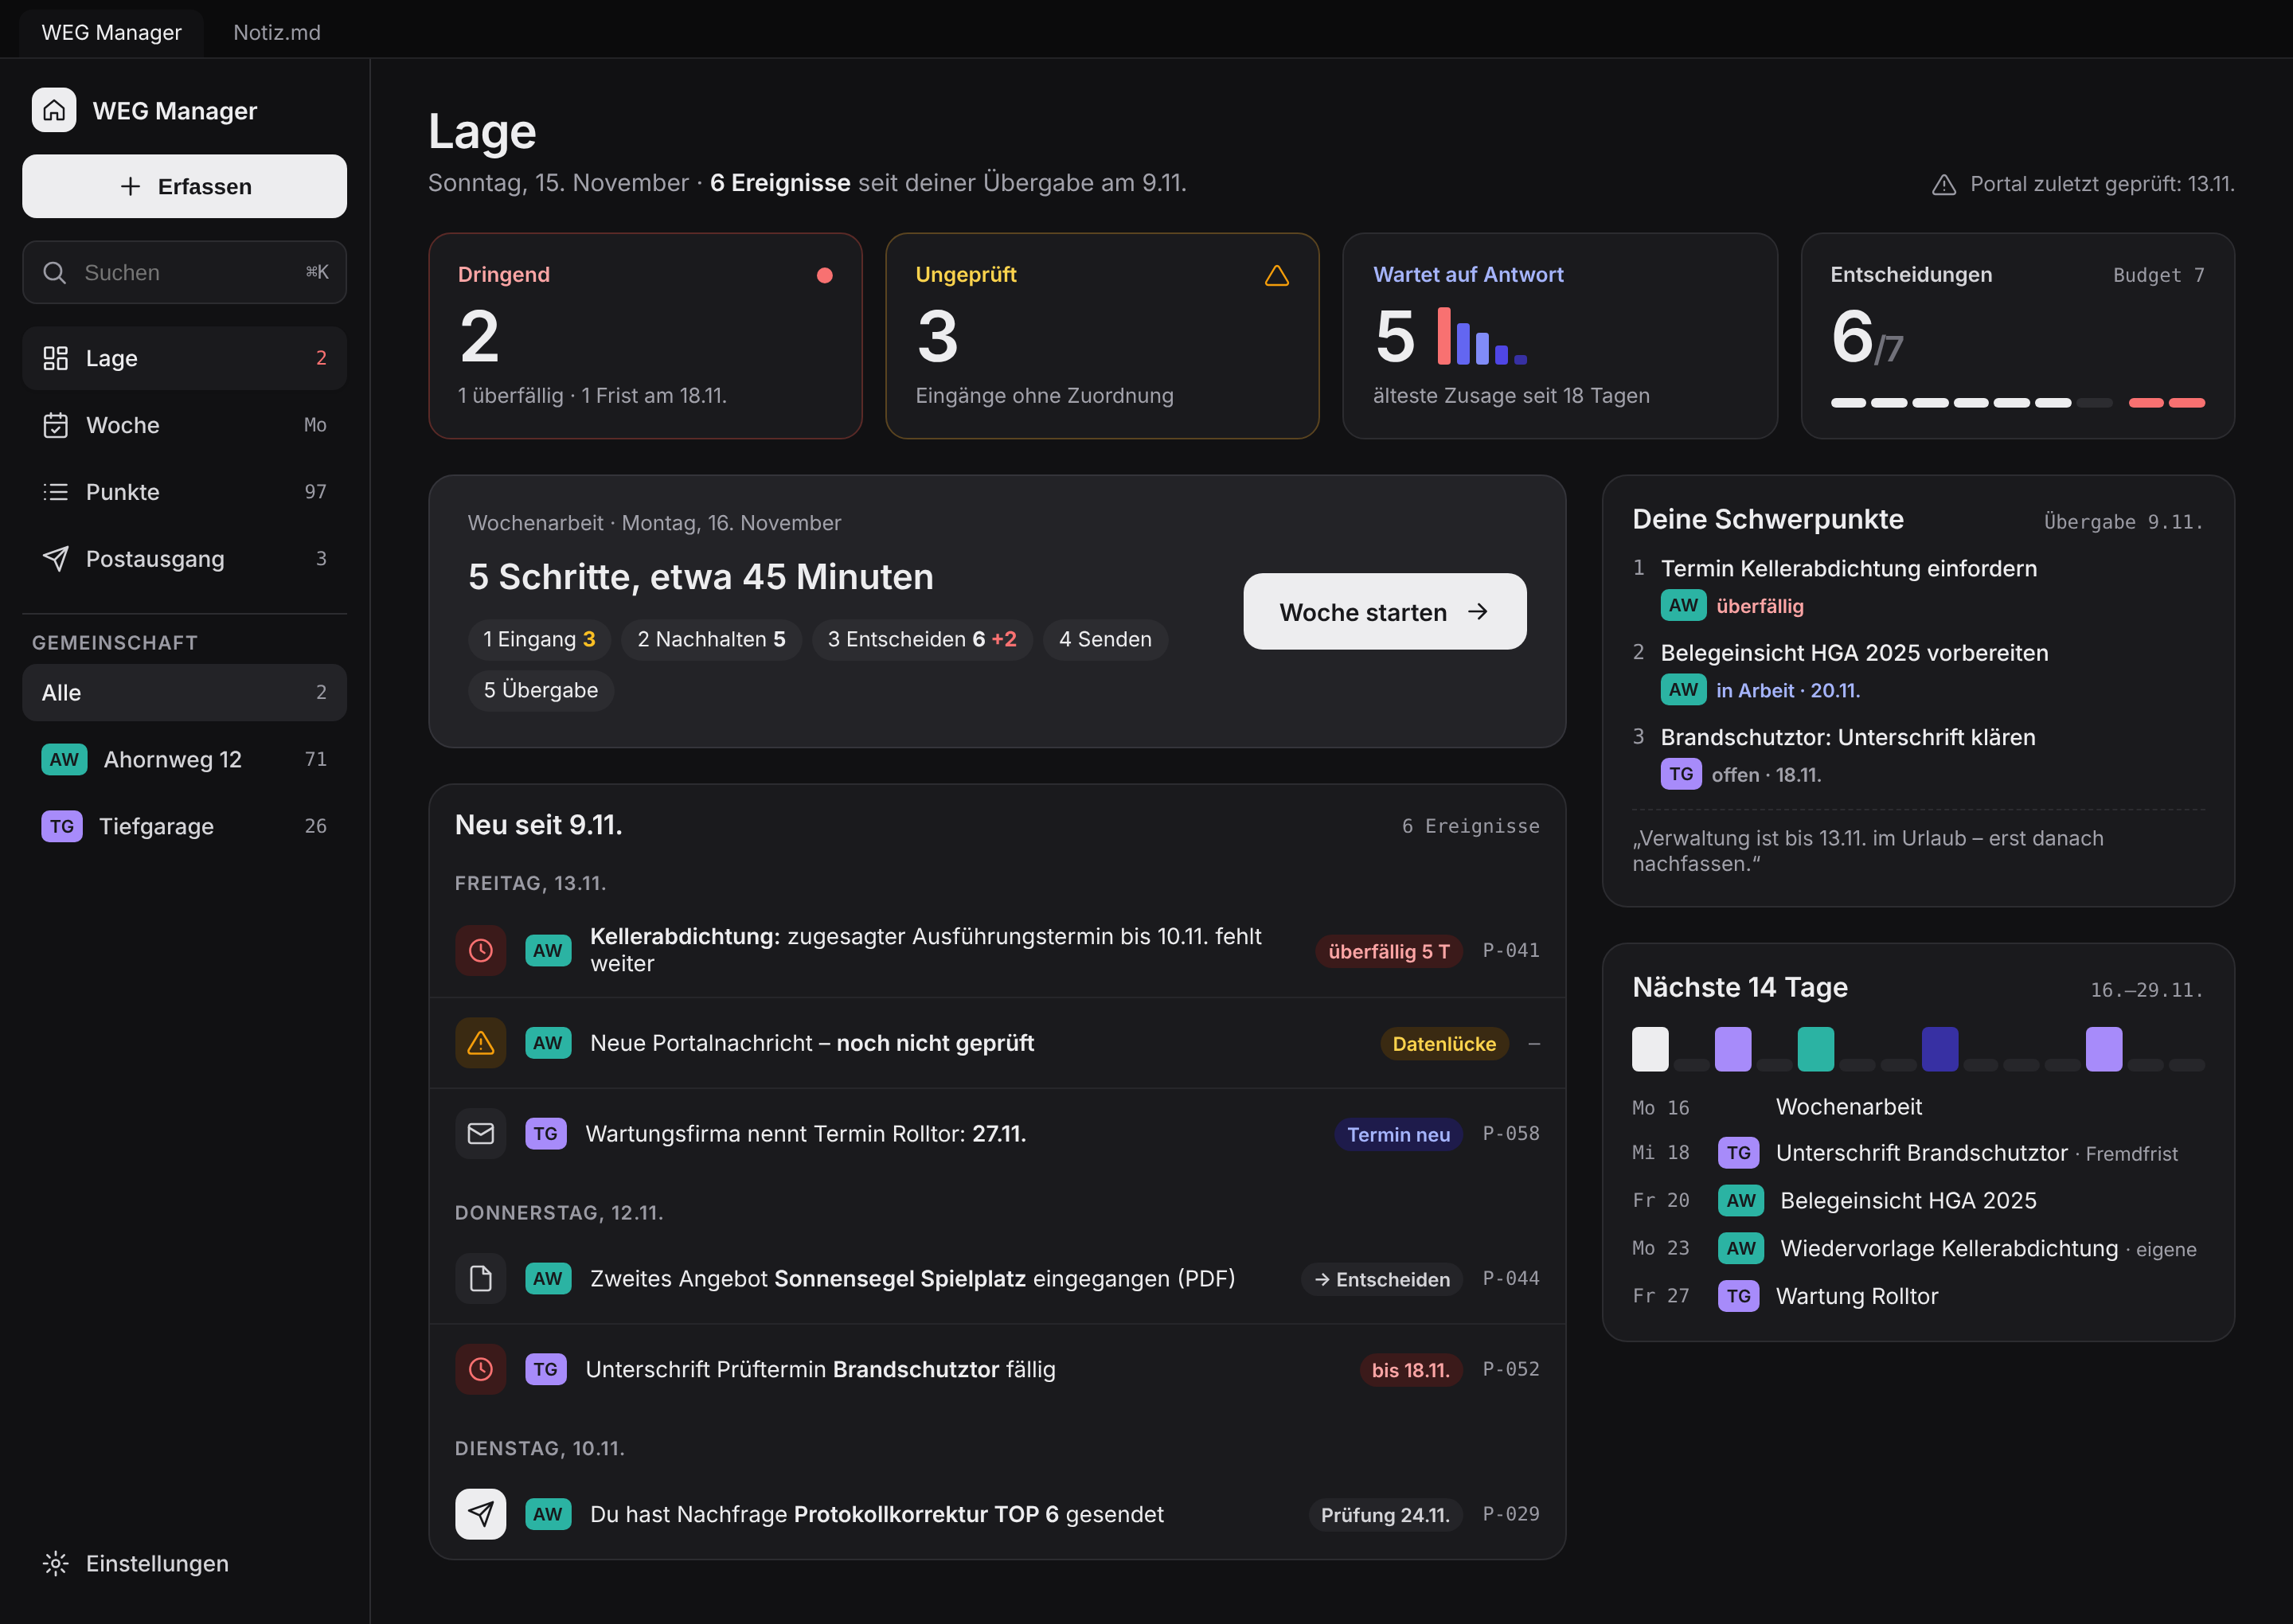 WEG Manager
Notiz.md
WEG Manager
Erfassen
Suchen ⌘K
Lage 2
Woche Mo
Punkte 97
Postausgang 3
GEMEINSCHAFT
Alle 2
AW Ahornweg 12 71
TG Tiefgarage 26
Einstellungen
Lage
Sonntag, 15. November · 6 Ereignisse seit deiner Übergabe am 9.11.
Portal zuletzt geprüft: 13.11.
Dringend
2
1 überfällig · 1 Frist am 18.11.
Ungeprüft
3
Eingänge ohne Zuordnung
Wartet auf Antwort
5
älteste Zusage seit 18 Tagen
Entscheidungen Budget 7
6/7
Wochenarbeit · Montag, 16. November
5 Schritte, etwa 45 Minuten
1 Eingang 3
2 Nachhalten 5
3 Entscheiden 6 +2
4 Senden
5 Übergabe
Woche starten →
Neu seit 9.11. 6 Ereignisse
FREITAG, 13.11.
AW Kellerabdichtung: zugesagter Ausführungstermin bis 10.11. fehlt
weiter
überfällig 5 T P-041
AW Neue Portalnachricht – noch nicht geprüft Datenlücke –
TG Wartungsfirma nennt Termin Rolltor: 27.11. Termin neu P-058
DONNERSTAG, 12.11.
AW Zweites Angebot Sonnensegel Spielplatz eingegangen (PDF) → Entscheiden P-044
TG Unterschrift Prüftermin Brandschutztor fällig bis 18.11. P-052
DIENSTAG, 10.11.
AW Du hast Nachfrage Protokollkorrektur TOP 6 gesendet Prüfung 24.11. P-029
Deine Schwerpunkte Übergabe 9.11.
1 Termin Kellerabdichtung einfordern
AW überfällig
2 Belegeinsicht HGA 2025 vorbereiten
AW in Arbeit · 20.11.
3 Brandschutztor: Unterschrift klären
TG offen · 18.11.
„Verwaltung ist bis 13.11. im Urlaub – erst danach
nachfassen.“
Nächste 14 Tage 16.–29.11.
Mo 16 Wochenarbeit
Mi 18 TG Unterschrift Brandschutztor · Fremdfrist
Fr 20 AW Belegeinsicht HGA 2025
Mo 23 AW Wiedervorlage Kellerabdichtung · eigene
Fr 27 TG Wartung Rolltor